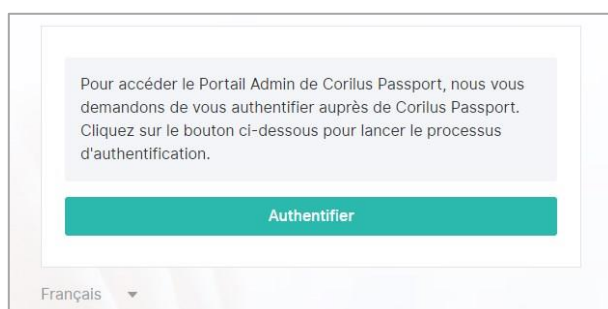 Pour accéder le Portail Admin de Corilus Passport, nous vous
demandons de vous authentifier auprès de Corilus Passport.
Cliquez sur le bouton ci-dessous pour lancer le processus
d'authentification.
Authentifier
Français